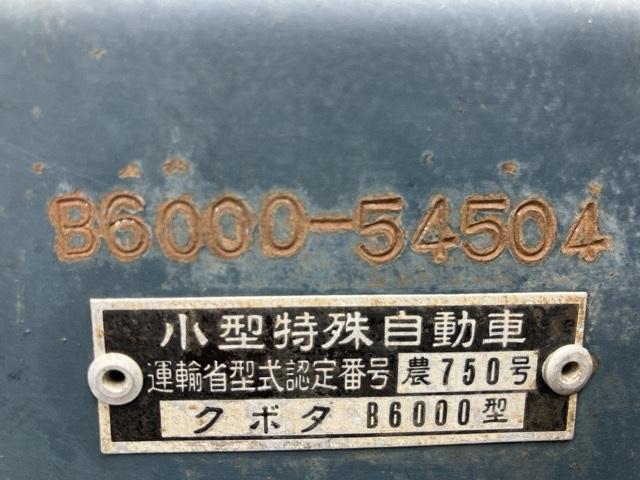 B6000-54504
小型特殊自動車
運輸省型式認定番号 農750号
クボタ B6000型